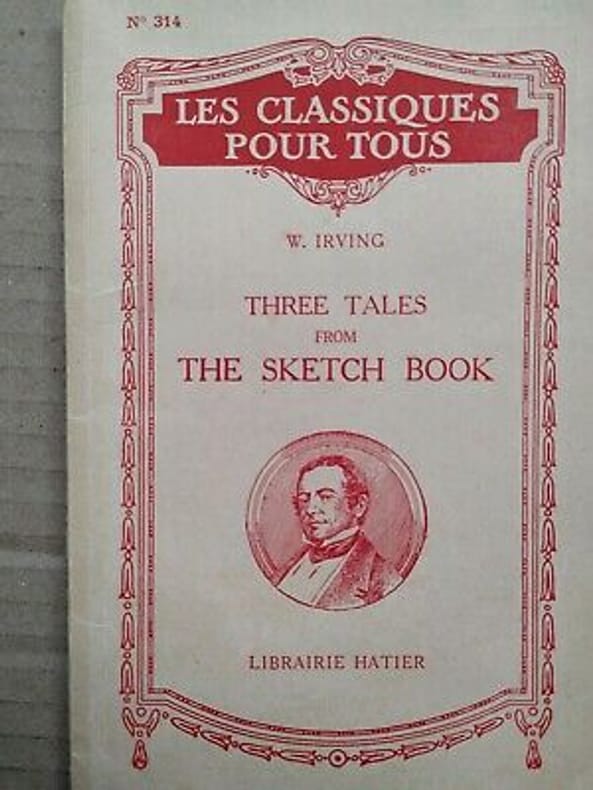 N° 314
LES CLASSIQUES
POUR TOUS
W. IRVING
THREE TALES
FROM
THE SKETCH BOOK
LIBRAIRIE HATIER